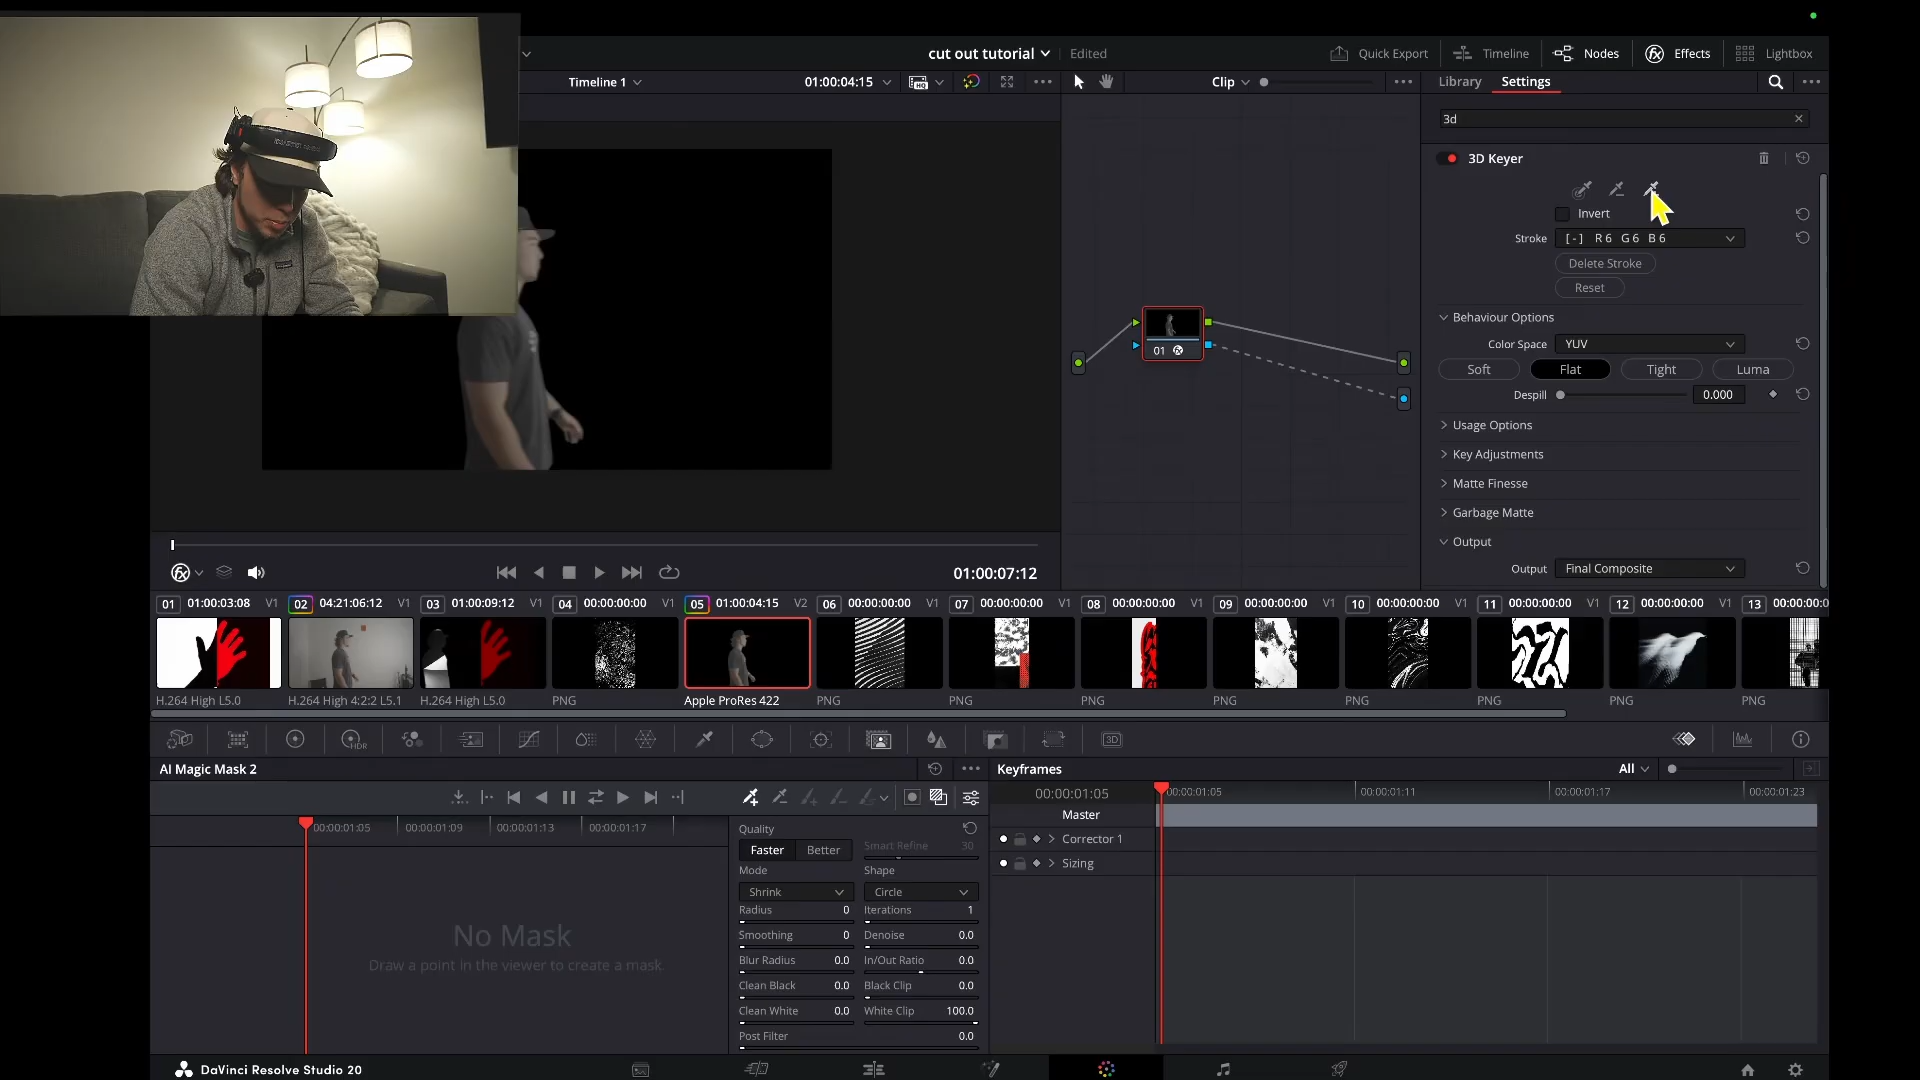 cut out tutorial
Edited
Quick Export
Timeline
Nodes
Effects
Lightbox
Timeline 1
01:00:04:15
HQ
Clip
Library
Settings
3d
3D Keyer
Invert
Stroke
[-] R 6 G 6 B 6
Delete Stroke
Reset
Behaviour Options
Color Space
YUV
Soft
Flat
Tight
Luma
Despill
0.000
Usage Options
Key Adjustments
Matte Finesse
Garbage Matte
Output
Output
Final Composite
01
01:00:07:12
01 01:00:03:08 V1
02 04:21:06:12 V1
03 01:00:09:12 V1
04 00:00:00:00 V1
05 01:00:04:15 V2
06 00:00:00:00 V1
07 00:00:00:00 V1
08 00:00:00:00 V1
09 00:00:00:00 V1
10 00:00:00:00 V1
11 00:00:00:00 V1
12 00:00:00:00 V1
13 00:00:00:0
H.264 High L5.0
H.264 High 4:2:2 L5.1
H.264 High L5.0
PNG
Apple ProRes 422
PNG
PNG
PNG
PNG
PNG
PNG
PNG
PNG
HDR
3D
AI Magic Mask 2
Keyframes
All
00:00:01:05
00:00:01:09
00:00:01:13
00:00:01:17
No Mask
Draw a point in the viewer to create a mask.
Quality
Faster
Better
Smart Refine 30
Mode
Shape
Shrink
Circle
Radius 0
Iterations 1
Smoothing 0
Denoise 0.0
Blur Radius 0.0
In/Out Ratio 0.0
Clean Black 0.0
Black Clip 0.0
Clean White 0.0
White Clip 100.0
Post Filter 0.0
00:00:01:05
00:00:01:05
00:00:01:11
00:00:01:17
00:00:01:23
Master
Corrector 1
Sizing
DaVinci Resolve Studio 20